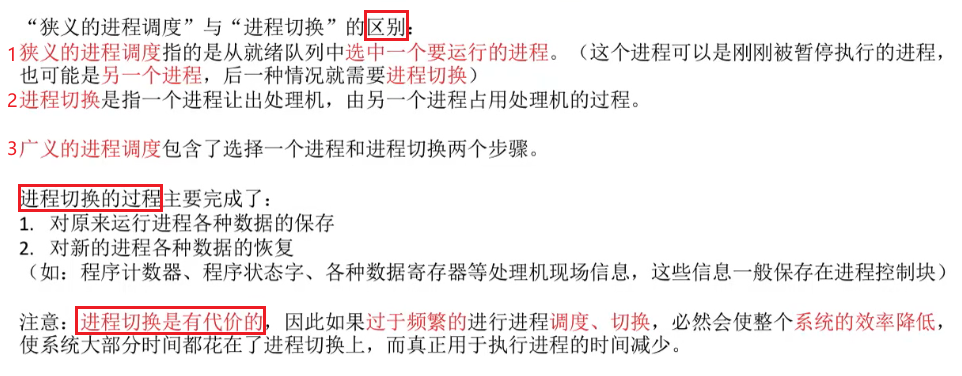 “狭义的进程调度”与“进程切换”的区别：
1狭义的进程调度指的是从就绪队列中选中一个要运行的进程。（这个进程可以是刚刚被暂停执行的进程，
也可能是另一个进程，后一种情况就需要进程切换）
2进程切换是指一个进程让出处理机，由另一个进程占用处理机的过程。
3广义的进程调度包含了选择一个进程和进程切换两个步骤。
进程切换的过程主要完成了：
1. 对原来运行进程各种数据的保存
2. 对新的进程各种数据的恢复
（如：程序计数器、程序状态字、各种数据寄存器等处理机现场信息，这些信息一般保存在进程控制块）
注意：进程切换是有代价的，因此如果过于频繁的进行进程调度、切换，必然会使整个系统的效率降低，
使系统大部分时间都花在了进程切换上，而真正用于执行进程的时间减少。